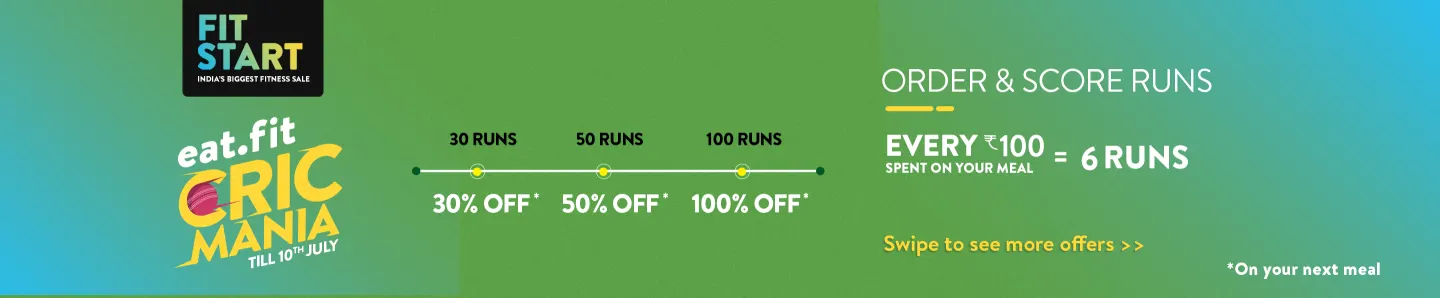 FIT
START
INDIA'S BIGGEST FITNESS SALE
eat.fit
CRIC
MANIA
TILL 10TH JULY
30 RUNS 50 RUNS 100 RUNS
30% OFF* 50% OFF* 100% OFF*
ORDER & SCORE RUNS
EVERY ₹100
SPENT ON YOUR MEAL
= 6 RUNS
Swipe to see more offers >>
*On your next meal